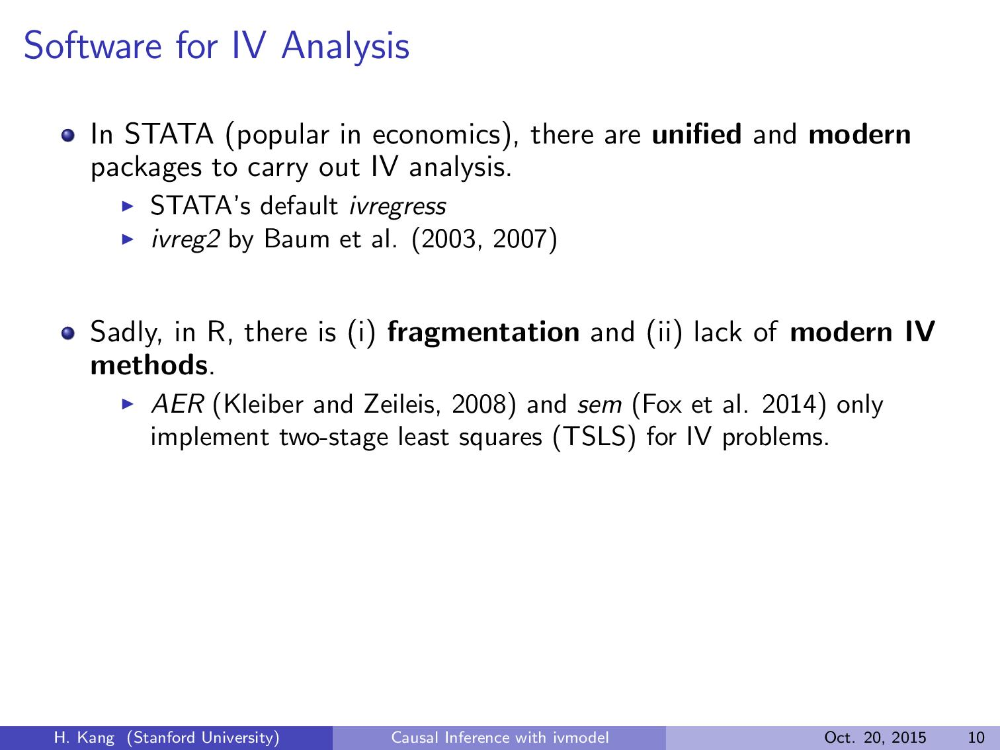 Software for IV Analysis
In STATA (popular in economics), there are unified and modern
packages to carry out IV analysis.
STATA's default ivregress
ivreg2 by Baum et al. (2003, 2007)
Sadly, in R, there is (i) fragmentation and (ii) lack of modern IV
methods.
AER (Kleiber and Zeileis, 2008) and sem (Fox et al. 2014) only
implement two-stage least squares (TSLS) for IV problems.
H. Kang (Stanford University) Causal Inference with ivmodel Oct. 20, 2015 10